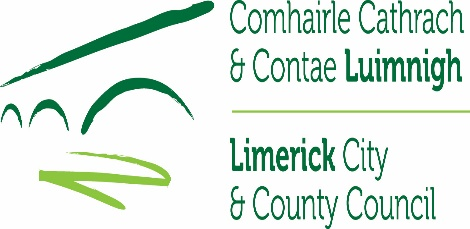 Comhairle Cathrach
& Contae Luimnigh
Limerick City
& County Council